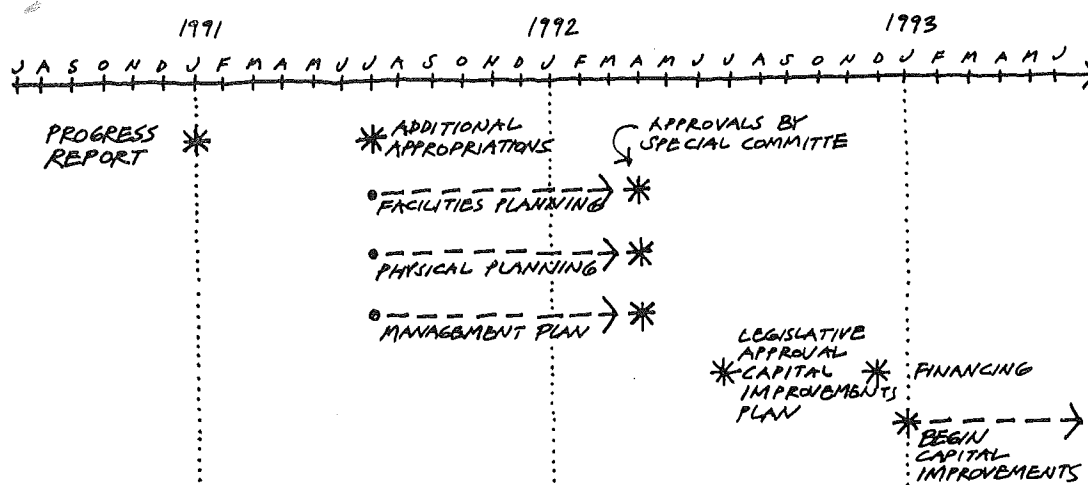 1991 1992 1993
J A S O N D J F M A M J J A S O N D J F M A M J J A S O N D J F M A M J J
PROGRESS
REPORT
ADDITIONAL
APPROPRIATIONS
APPROVALS BY
SPECIAL COMMITTE
FACILITIES PLANNING
PHYSICAL PLANNING
MANAGEMENT PLAN
LEGISLATIVE
APPROVAL
CAPITAL
IMPROVEMENTS
PLAN
FINANCING
BEGIN
CAPITAL
IMPROVEMENTS